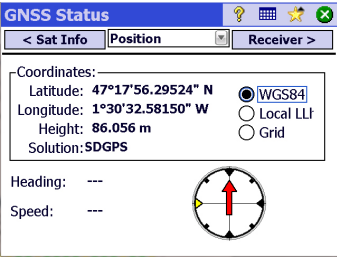 GNSS Status
< Sat Info
Position
Receiver >
Coordinates:
Latitude: 47°17'56.29524" N
Longitude: 1°30'32.58150" W
Height: 86.056 m
Solution: SDGPS
WGS84
Local LLh
Grid
Heading: ---
Speed: ---